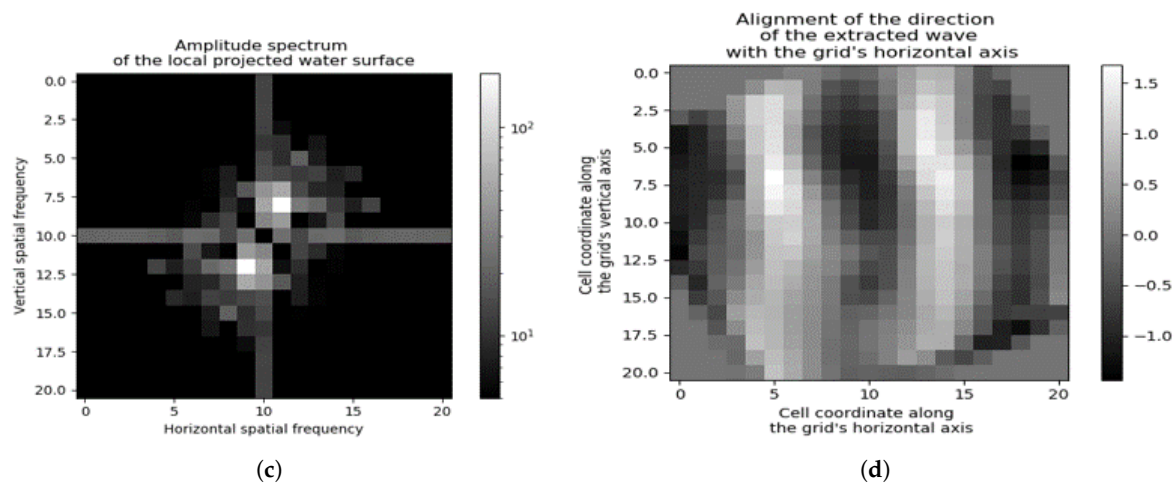 Amplitude spectrum
of the local projected water surface
0.0
2.5
5.0
7.5
10.0
12.5
15.0
17.5
20.0
Vertical spatial frequency
0 5 10 15 20
Horizontal spatial frequency
10²
10¹
(c)
Alignment of the direction
of the extracted wave
with the grid's horizontal axis
0.0
2.5
5.0
7.5
10.0
12.5
15.0
17.5
20.0
Cell coordinate along
the grid's vertical axis
0 5 10 15 20
Cell coordinate along
the grid's horizontal axis
1.5
1.0
0.5
0.0
−0.5
−1.0
(d)